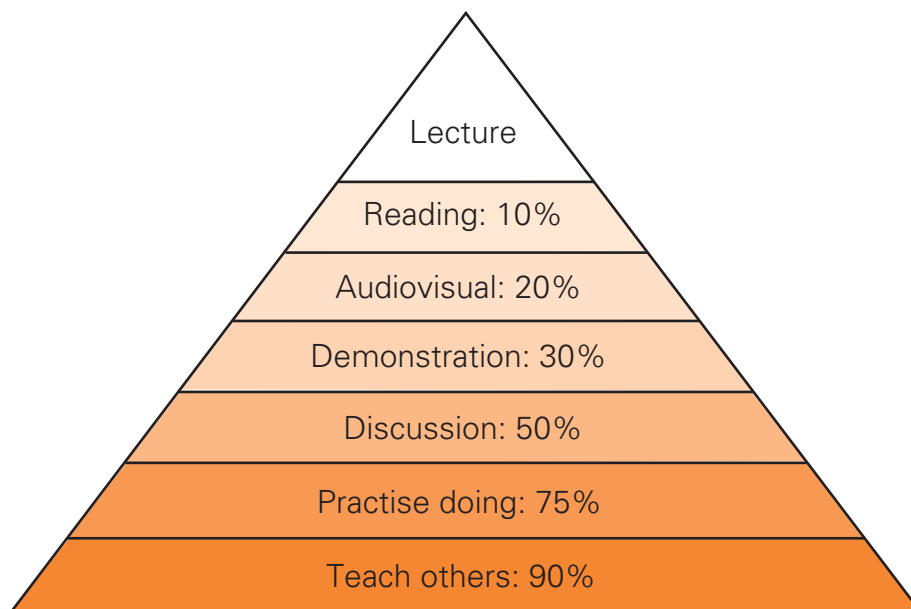 Lecture
Reading: 10%
Audiovisual: 20%
Demonstration: 30%
Discussion: 50%
Practise doing: 75%
Teach others: 90%